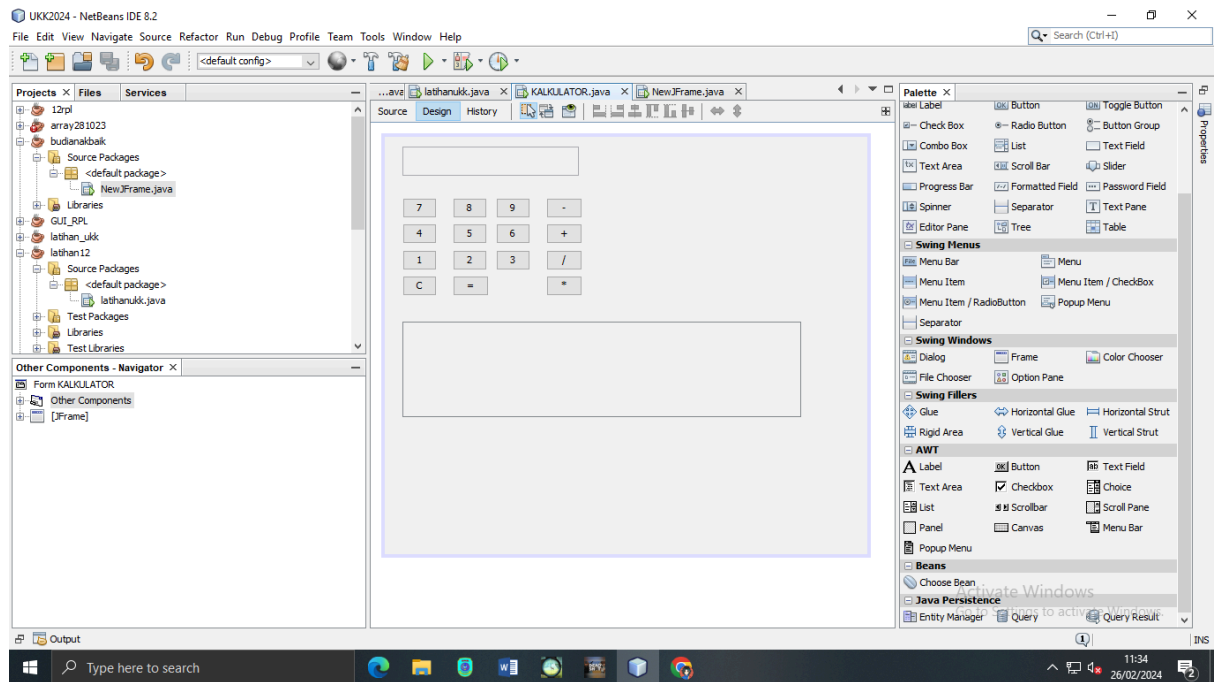 UKK2024 - NetBeans IDE 8.2
File Edit View Navigate Source Refactor Run Debug Profile Team Tools Window Help
Search (Ctrl+I)
<default config>
Projects Files Services
12rpl
array281023
budianakbaik
Source Packages
<default package>
NewJFrame.java
Libraries
GUI_RPL
latihan_ukk
latihan12
Source Packages
<default package>
latihanukk.java
Test Packages
Libraries
Test Libraries
Other Components - Navigator
Form KALKULATOR
Other Components
[JFrame]
...ava latihanukk.java KALKULATOR.java NewJFrame.java
Source Design History
7 8 9 -
4 5 6 +
1 2 3 /
C = *
Palette
Label Button Toggle Button
Check Box Radio Button Button Group
Combo Box List Text Field
Text Area Scroll Bar Slider
Progress Bar Formatted Field Password Field
Spinner Separator Text Pane
Editor Pane Tree Table
Swing Menus
Menu Bar Menu
Menu Item Menu Item / CheckBox
Menu Item / RadioButton Popup Menu
Separator
Swing Windows
Dialog Frame Color Chooser
File Chooser Option Pane
Swing Fillers
Glue Horizontal Glue Horizontal Strut
Rigid Area Vertical Glue Vertical Strut
AWT
Label Button Text Field
Text Area Checkbox Choice
List Scrollbar Scroll Pane
Panel Canvas Menu Bar
Popup Menu
Beans
Choose Bean
Java Persistence
Entity Manager Query Query Result
Activate Windows
Go to Settings to activate Windows.
Properties
Output
1
INS
Type here to search
11:34
26/02/2024
2